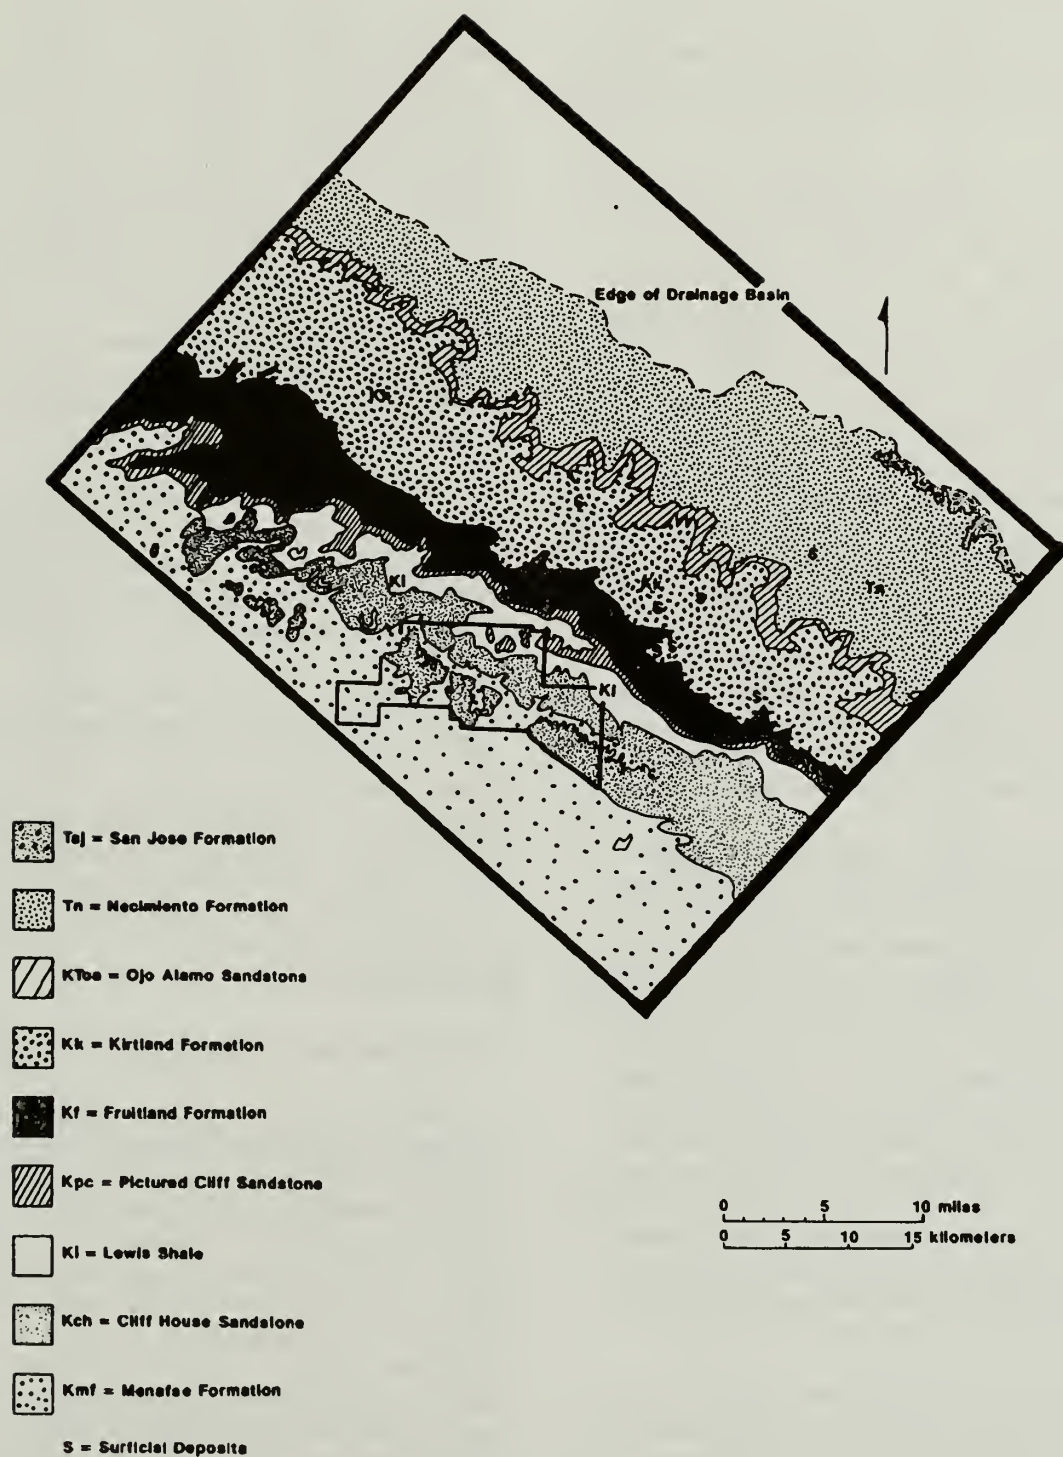 Edge of Drainage Basin
Kk
S
Kk
S
S
Tn
Kl
Kl
S
Tsj = San Jose Formation
Tn = Nacimiento Formation
KToa = Ojo Alamo Sandstone
Kk = Kirtland Formation
Kf = Fruitland Formation
Kpc = Pictured Cliff Sandstone
Kl = Lewis Shale
Kch = Cliff House Sandstone
Kmf = Menafae Formation
S = Surficial Deposits
0 5 10 miles
0 5 10 15 kilometers